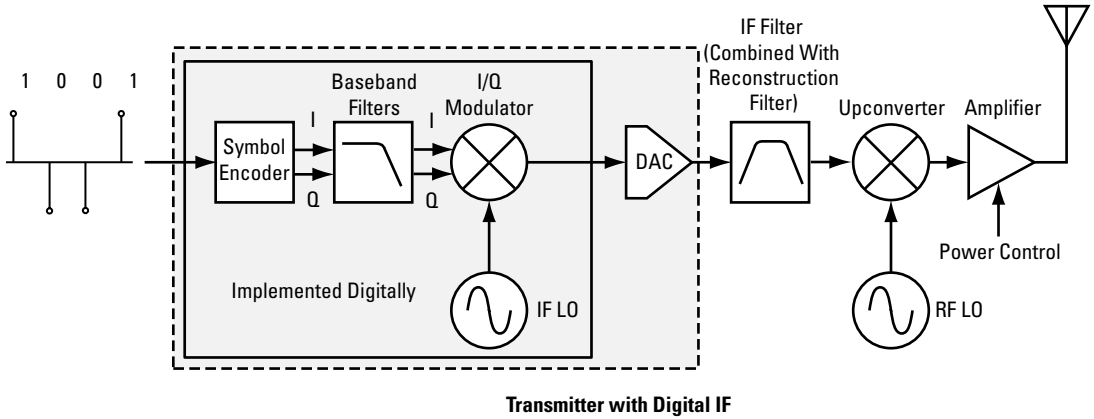 1 0 0 1
Symbol
Encoder
I
Q
Baseband
Filters
I
Q
I/Q
Modulator
Implemented Digitally
IF LO
DAC
IF Filter
(Combined With
Reconstruction
Filter)
Upconverter
RF LO
Amplifier
Power Control
Transmitter with Digital IF